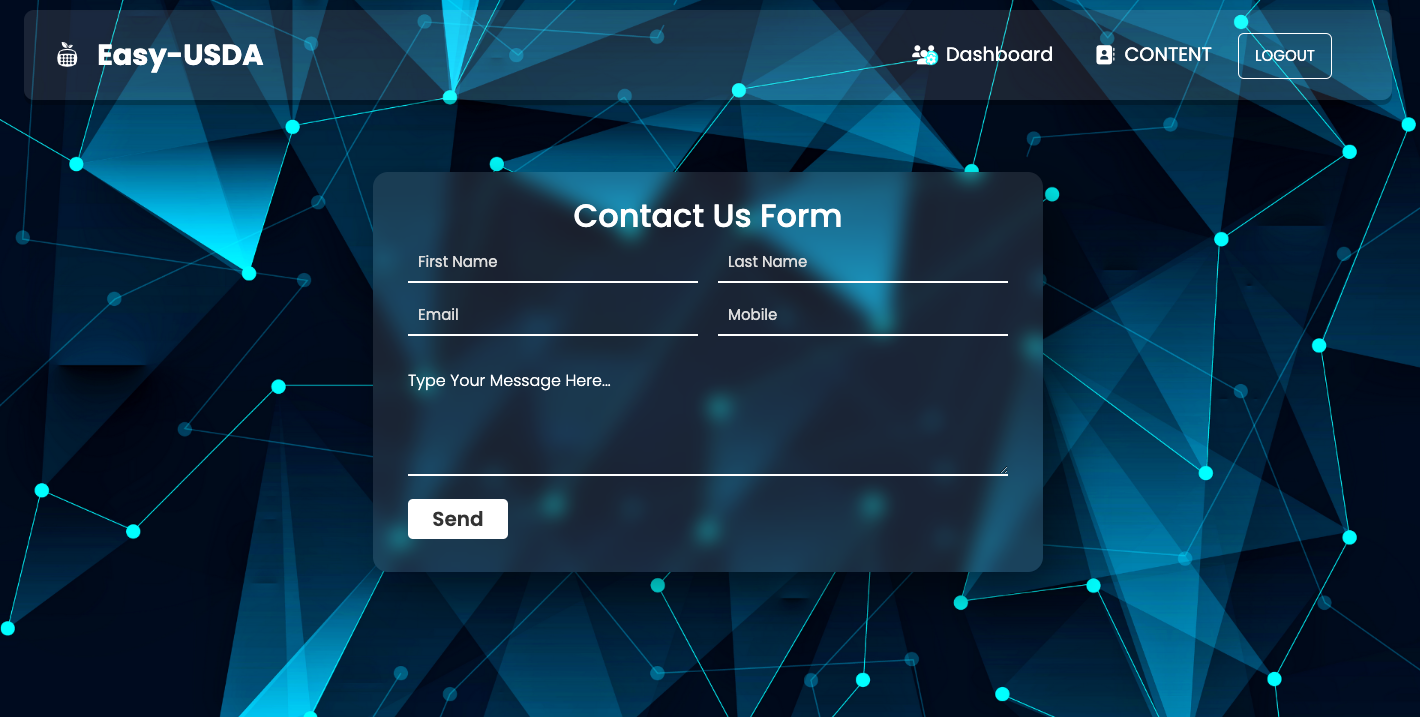 Easy-USDA
Dashboard
CONTENT
LOGOUT
Contact Us Form
First Name
Last Name
Email
Mobile
Type Your Message Here...
Send